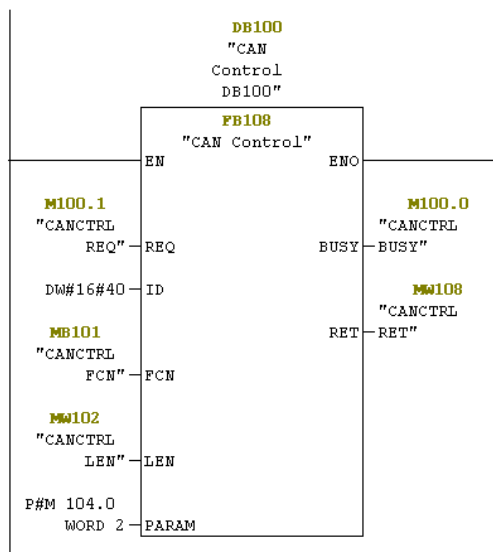 DB100
"CAN
Control
DB100"
FB108
"CAN Control"
EN ENO
M100.1 M100.0
"CANCTRL "CANCTRL
REQ" REQ BUSY BUSY"
DW#16#40 ID MW108
"CANCTRL
MB101 RET RET"
"CANCTRL
FCN" FCN
MW102
"CANCTRL
LEN" LEN
P#M 104.0
WORD 2 PARAM